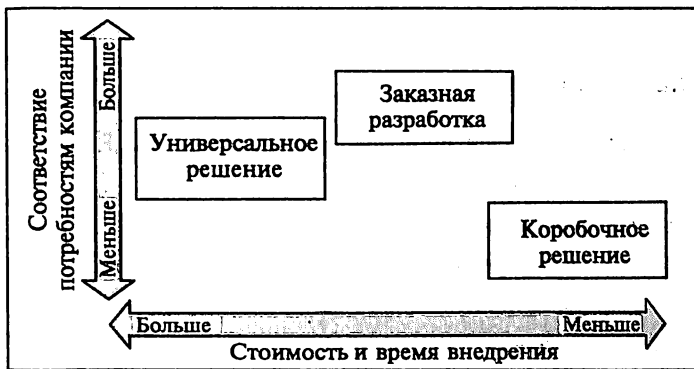 Соответствие
потребностям компании
Больше
Меньше
Универсальное
решение
Заказная
разработка
Коробочное
решение
Больше
Меньше
Стоимость и время внедрения